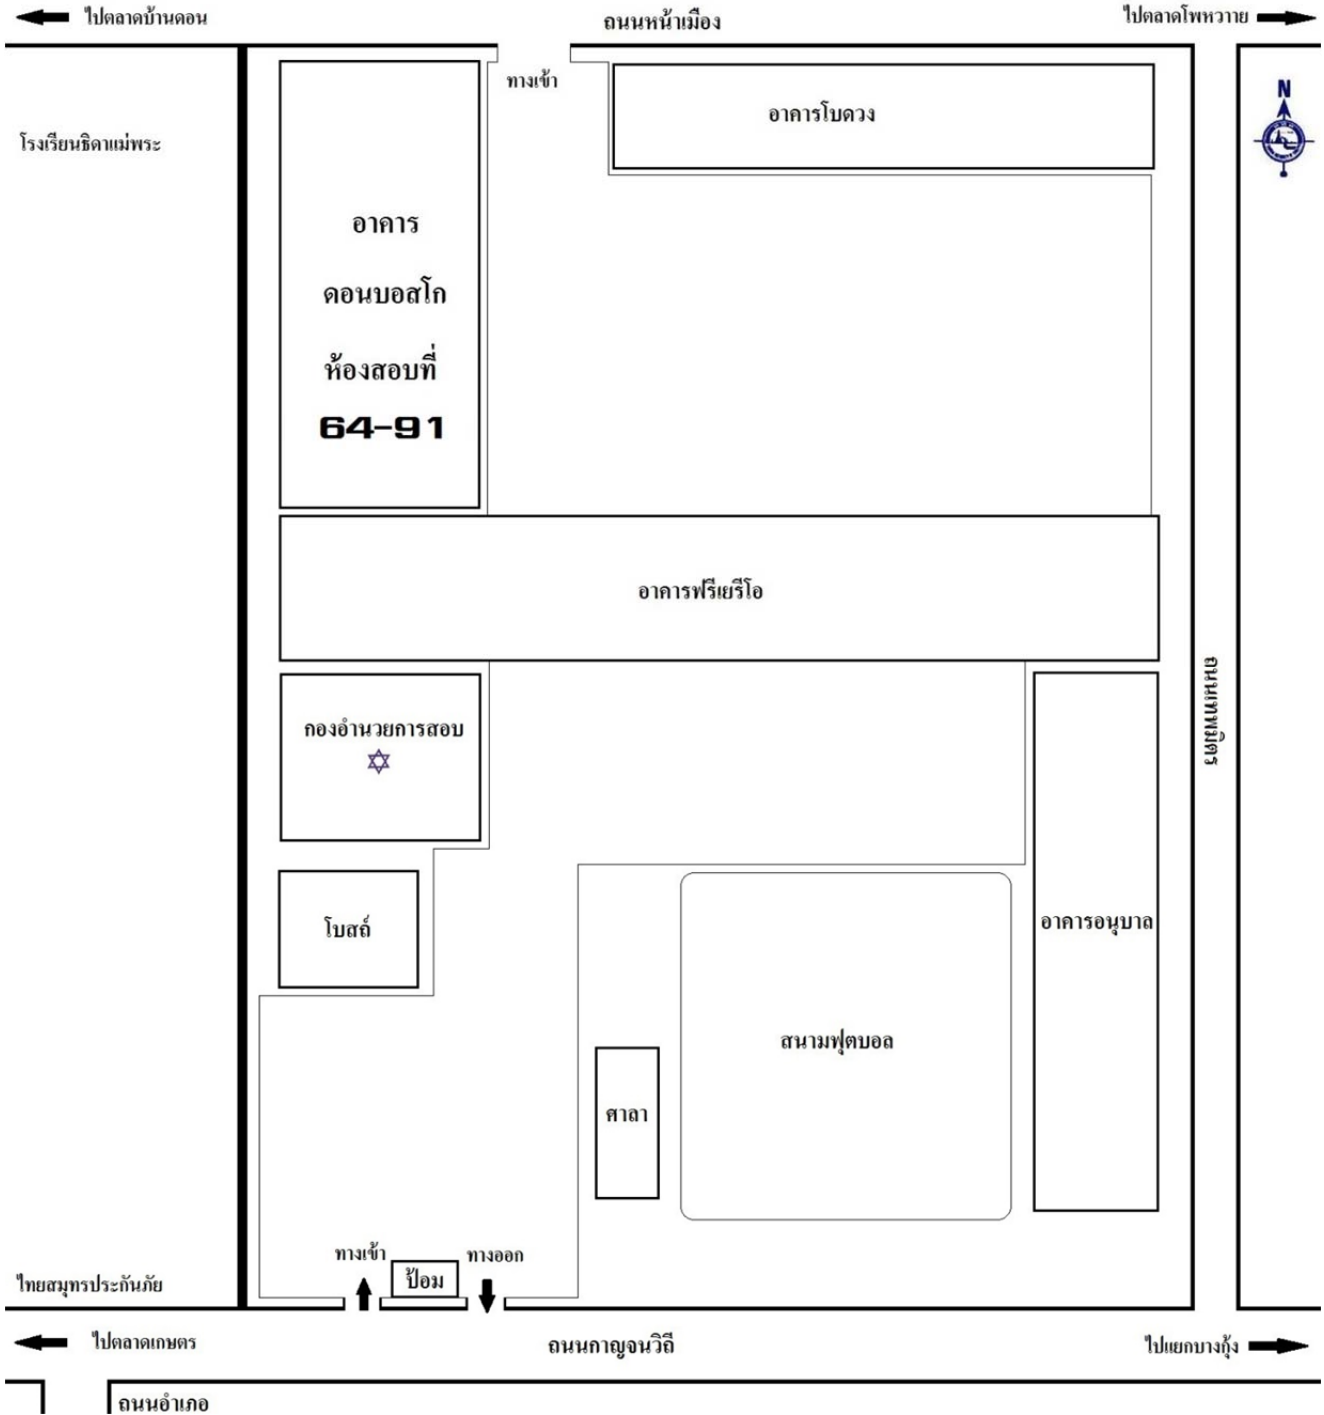 ไปตลาดบ้านดอน
ถนนหน้าเมือง
ไปตลาดโพหวาย
ทางเข้า
N
อาคารโบดวง
โรงเรียนธิดาแม่พระ
อาคาร
ดอนบอสโก
ห้องสอบที่
64-91
อาคารฟรีเยรีโอ
ถนนเทพมิตร
กองอำนวยการสอบ
โบสถ์
อาคารอนุบาล
สนามฟุตบอล
ศาลา
ทางเข้า
ป้อม
ทางออก
ไทยสมุทรประกันภัย
ไปตลาดเกษตร
ถนนกาญจนวิถี
ไปแยกบางกุ้ง
ถนนอำเภอ